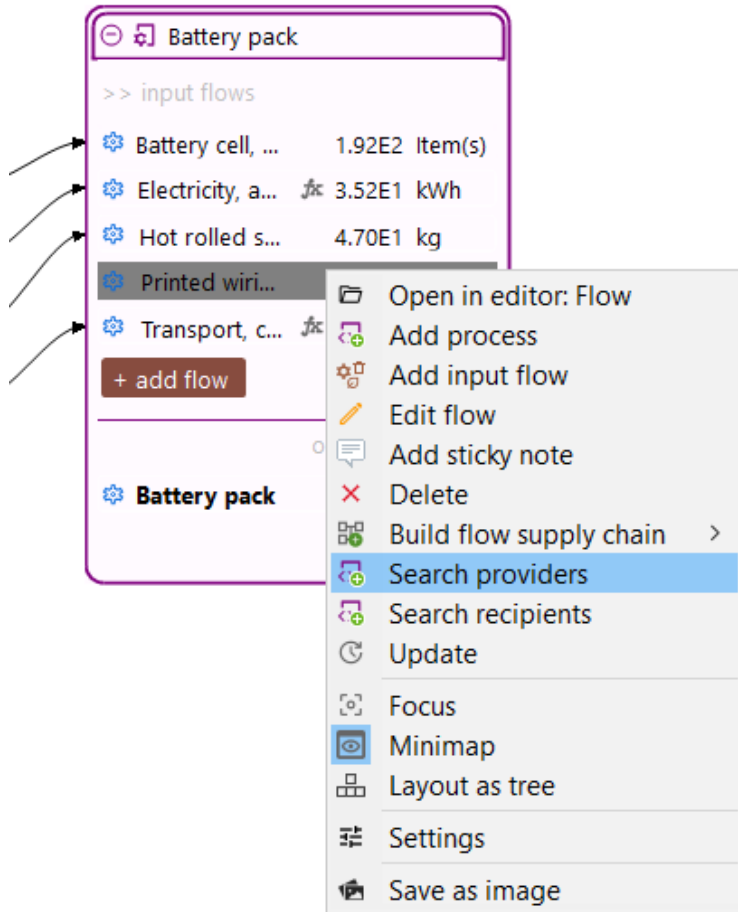 Battery pack
>> input flows
Battery cell, ... 1.92E2 Item(s)
Electricity, a... fx 3.52E1 kWh
Hot rolled s... 4.70E1 kg
Printed wiri...
Transport, c... fx
+ add flow
o
Battery pack
Open in editor: Flow
Add process
Add input flow
Edit flow
Add sticky note
Delete
Build flow supply chain >
Search providers
Search recipients
Update
Focus
Minimap
Layout as tree
Settings
Save as image